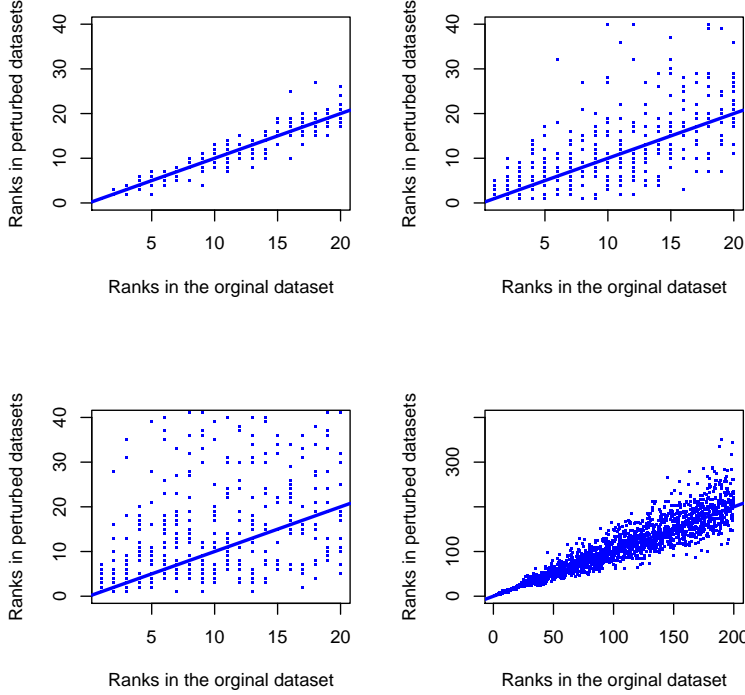 Ranks in perturbed datasets
0 10 20 30 40
5 10 15 20
Ranks in the orginal dataset
Ranks in perturbed datasets
0 10 20 30 40
5 10 15 20
Ranks in the orginal dataset
Ranks in perturbed datasets
0 10 20 30 40
5 10 15 20
Ranks in the orginal dataset
Ranks in perturbed datasets
0 100 300
0 50 100 150 200
Ranks in the orginal dataset